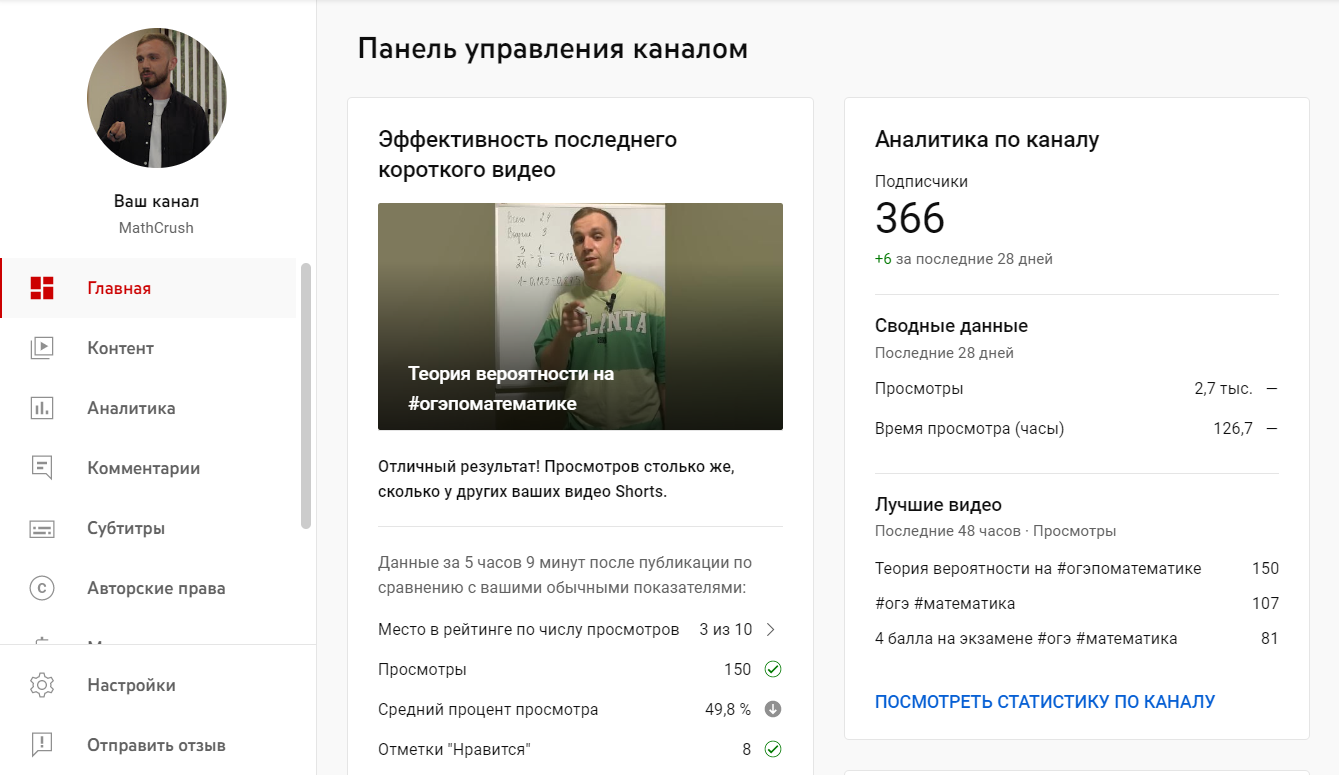 Панель управления каналом
Ваш канал
MathCrush
Главная
Контент
Аналитика
Комментарии
Субтитры
Авторские права
Настройки
Отправить отзыв
Эффективность последнего
короткого видео
Всего 24
3/24 = 1/8 =
Теория вероятности на
#огэпоматематике
Отличный результат! Просмотров столько же,
сколько у других ваших видео Shorts.
Данные за 5 часов 9 минут после публикации по
сравнению с вашими обычными показателями:
Место в рейтинге по числу просмотров 3 из 10
Просмотры 150
Средний процент просмотра 49,8 %
Отметки "Нравится" 8
Аналитика по каналу
Подписчики
366
+6 за последние 28 дней
Сводные данные
Последние 28 дней
Просмотры 2,7 тыс. —
Время просмотра (часы) 126,7 —
Лучшие видео
Последние 48 часов · Просмотры
Теория вероятности на #огэпоматематике 150
#огэ #математика 107
4 балла на экзамене #огэ #математика 81
ПОСМОТРЕТЬ СТАТИСТИКУ ПО КАНАЛУ